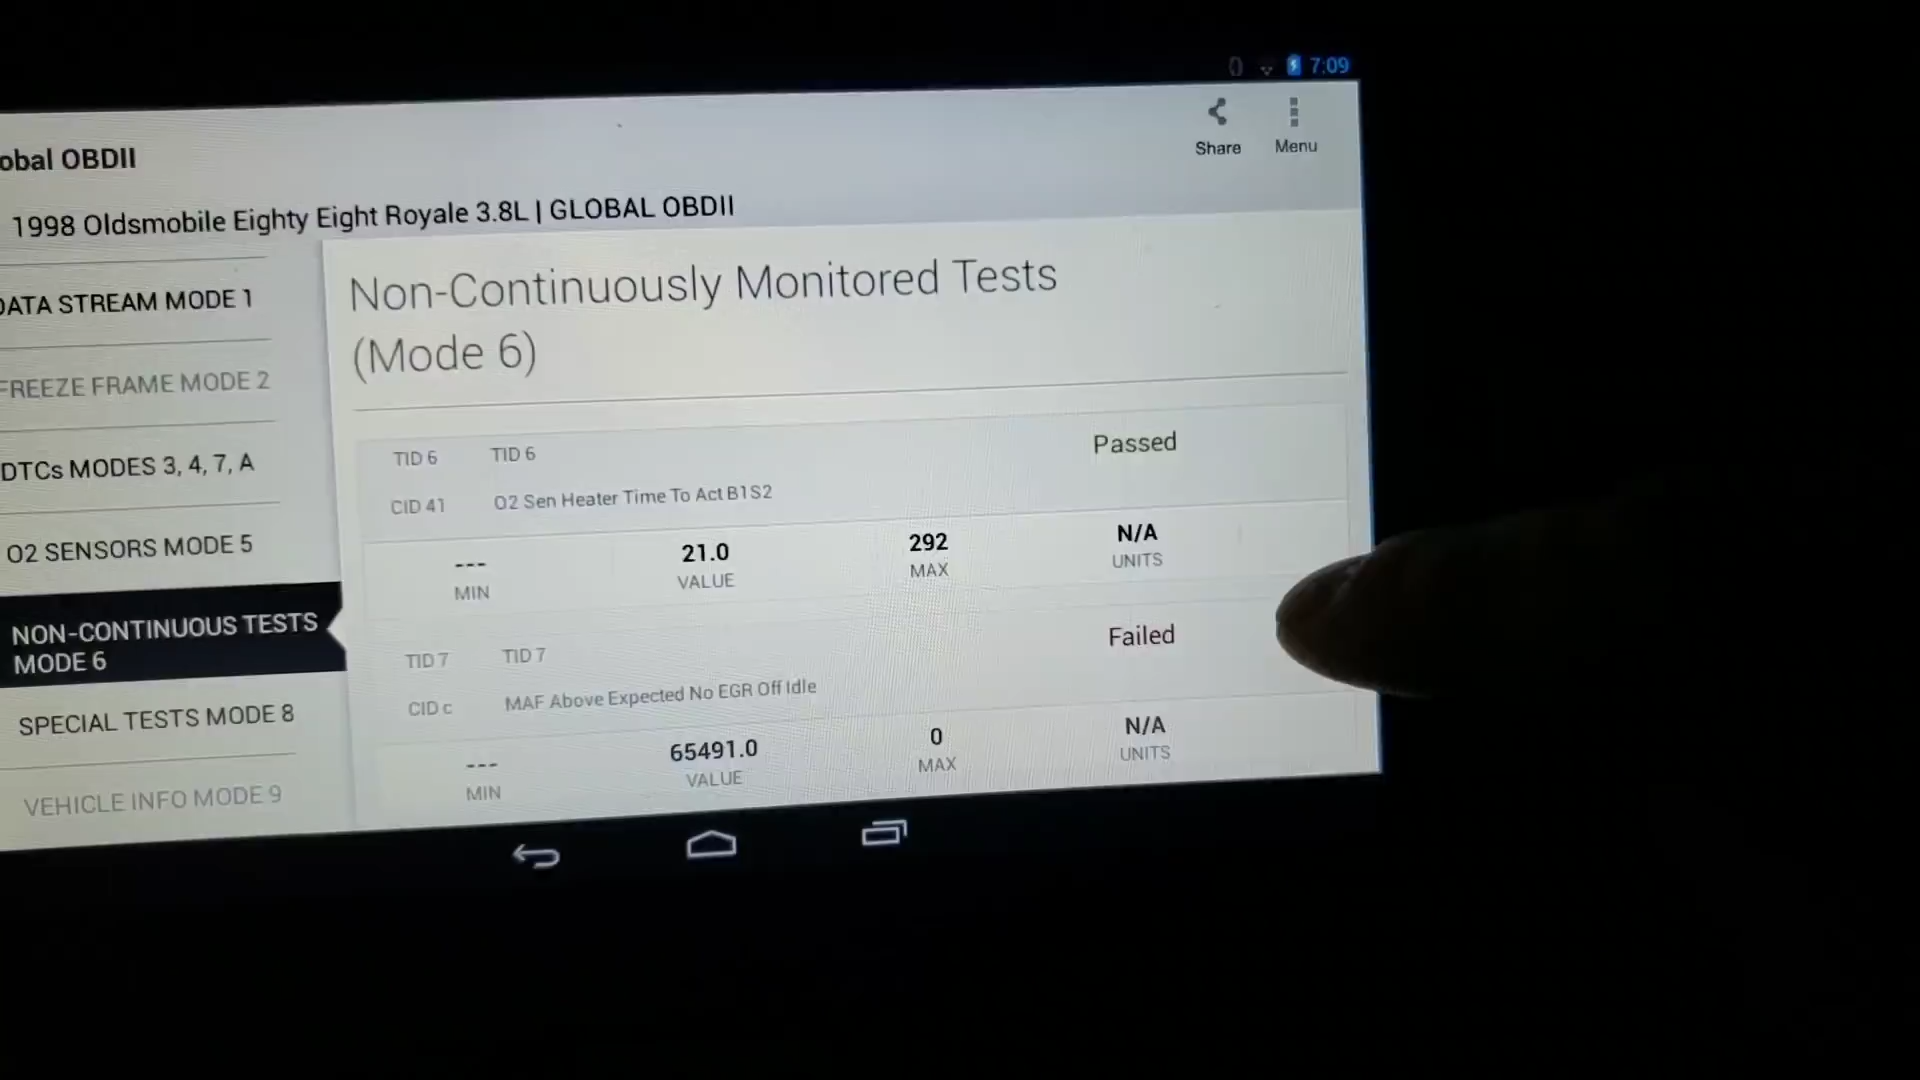 7:09
obal OBDII
Share
Menu
1998 Oldsmobile Eighty Eight Royale 3.8L | GLOBAL OBDII
DATA STREAM MODE 1
FREEZE FRAME MODE 2
DTCs MODES 3, 4, 7, A
O2 SENSORS MODE 5
NON-CONTINUOUS TESTS
MODE 6
SPECIAL TESTS MODE 8
VEHICLE INFO MODE 9
Non-Continuously Monitored Tests
(Mode 6)
TID 6 TID 6 Passed
CID 41 O2 Sen Heater Time To Act B1S2
--- 21.0 292 N/A
MIN VALUE MAX UNITS
TID 7 TID 7 Failed
CID c MAF Above Expected No EGR Off Idle
--- 65491.0 0 N/A
MIN VALUE MAX UNITS